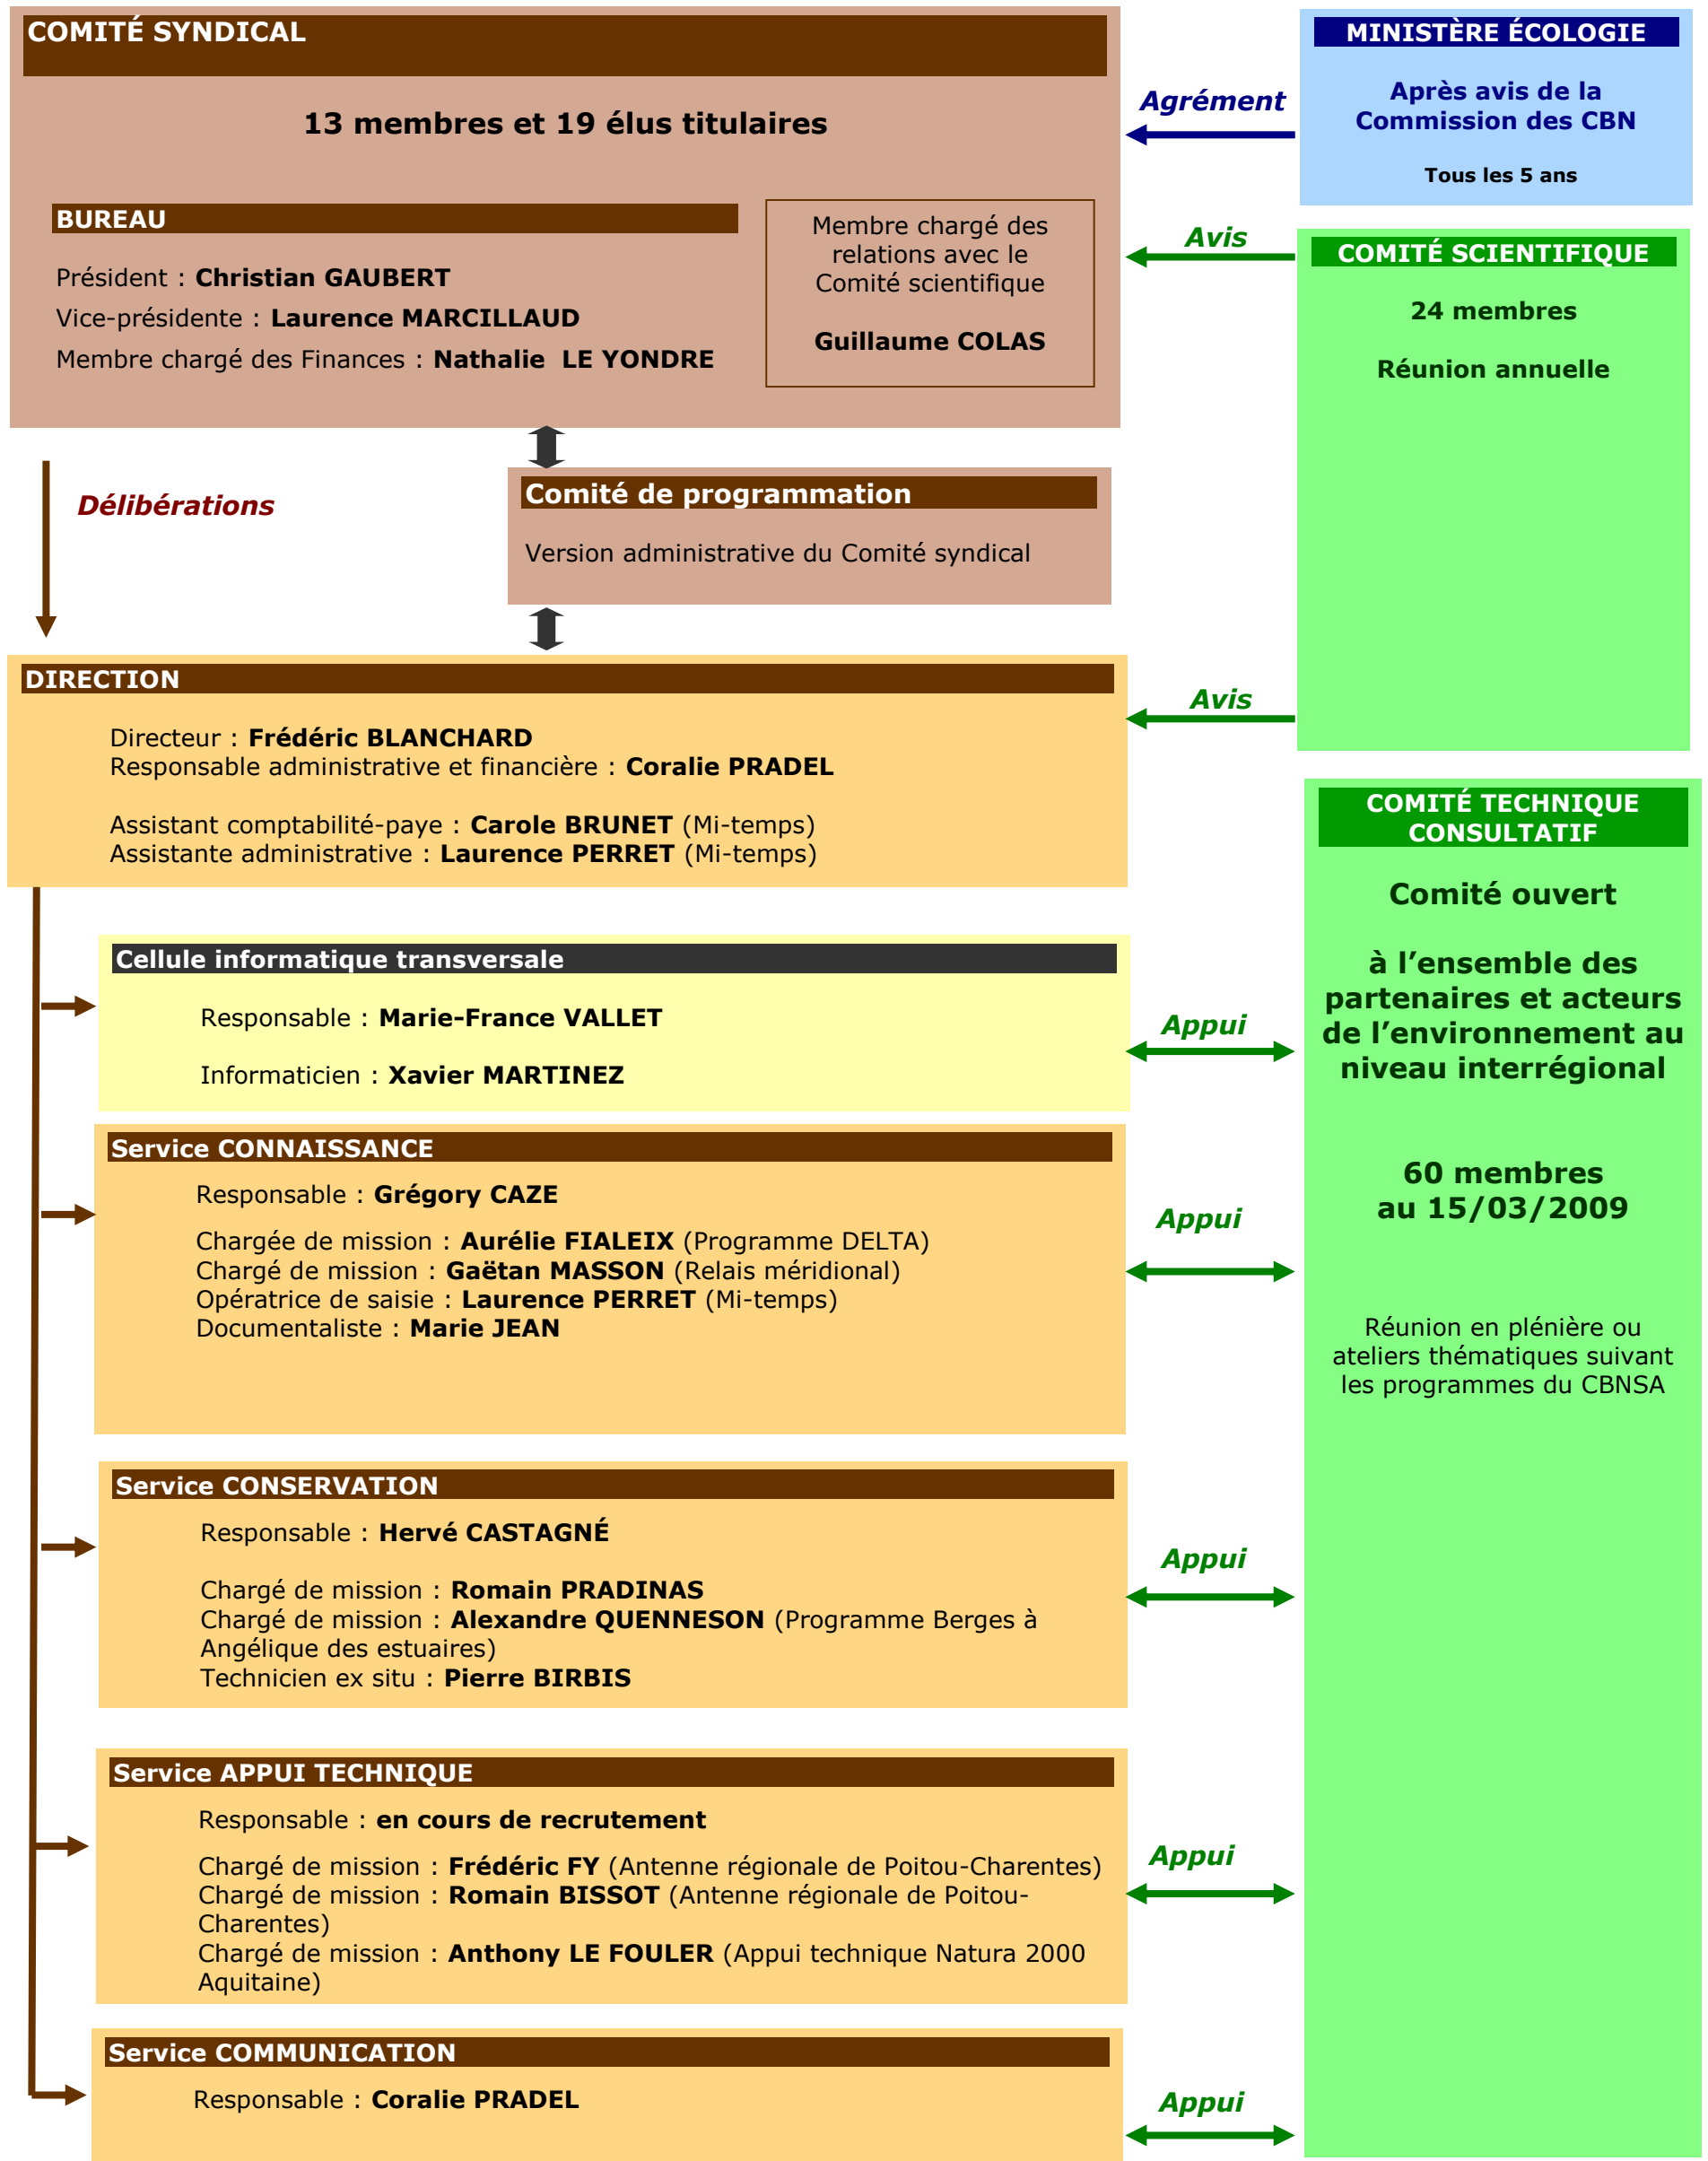 COMITÉ SYNDICAL
13 membres et 19 élus titulaires
BUREAU
Président : Christian GAUBERT
Vice-présidente : Laurence MARCILLAUD
Membre chargé des Finances : Nathalie LE YONDRE
Membre chargé des
relations avec le
Comité scientifique
Guillaume COLAS
Agrément
MINISTÈRE ÉCOLOGIE
Après avis de la
Commission des CBN
Tous les 5 ans
Avis
COMITÉ SCIENTIFIQUE
24 membres
Réunion annuelle
Délibérations
Comité de programmation
Version administrative du Comité syndical
DIRECTION
Directeur : Frédéric BLANCHARD
Responsable administrative et financière : Coralie PRADEL
Assistant comptabilité-paye : Carole BRUNET (Mi-temps)
Assistante administrative : Laurence PERRET (Mi-temps)
Avis
COMITÉ TECHNIQUE
CONSULTATIF
Comité ouvert
à l’ensemble des
partenaires et acteurs
de l’environnement au
niveau interrégional
60 membres
au 15/03/2009
Réunion en plénière ou
ateliers thématiques suivant
les programmes du CBNSA
Cellule informatique transversale
Responsable : Marie–France VALLET
Informaticien : Xavier MARTINEZ
Appui
Service CONNAISSANCE
Responsable : Grégory CAZE
Chargée de mission : Aurélie FIALEIX (Programme DELTA)
Chargé de mission : Gaëtan MASSON (Relais méridional)
Opératrice de saisie : Laurence PERRET (Mi-temps)
Documentaliste : Marie JEAN
Appui
Service CONSERVATION
Responsable : Hervé CASTAGNÉ
Chargé de mission : Romain PRADINAS
Chargé de mission : Alexandre QUENNESON (Programme Berges à
Angélique des estuaires)
Technicien ex situ : Pierre BIRBIS
Appui
Service APPUI TECHNIQUE
Responsable : en cours de recrutement
Chargé de mission : Frédéric FY (Antenne régionale de Poitou-Charentes)
Chargé de mission : Romain BISSOT (Antenne régionale de Poitou-
Charentes)
Chargé de mission : Anthony LE FOULER (Appui technique Natura 2000
Aquitaine)
Appui
Service COMMUNICATION
Responsable : Coralie PRADEL
Appui